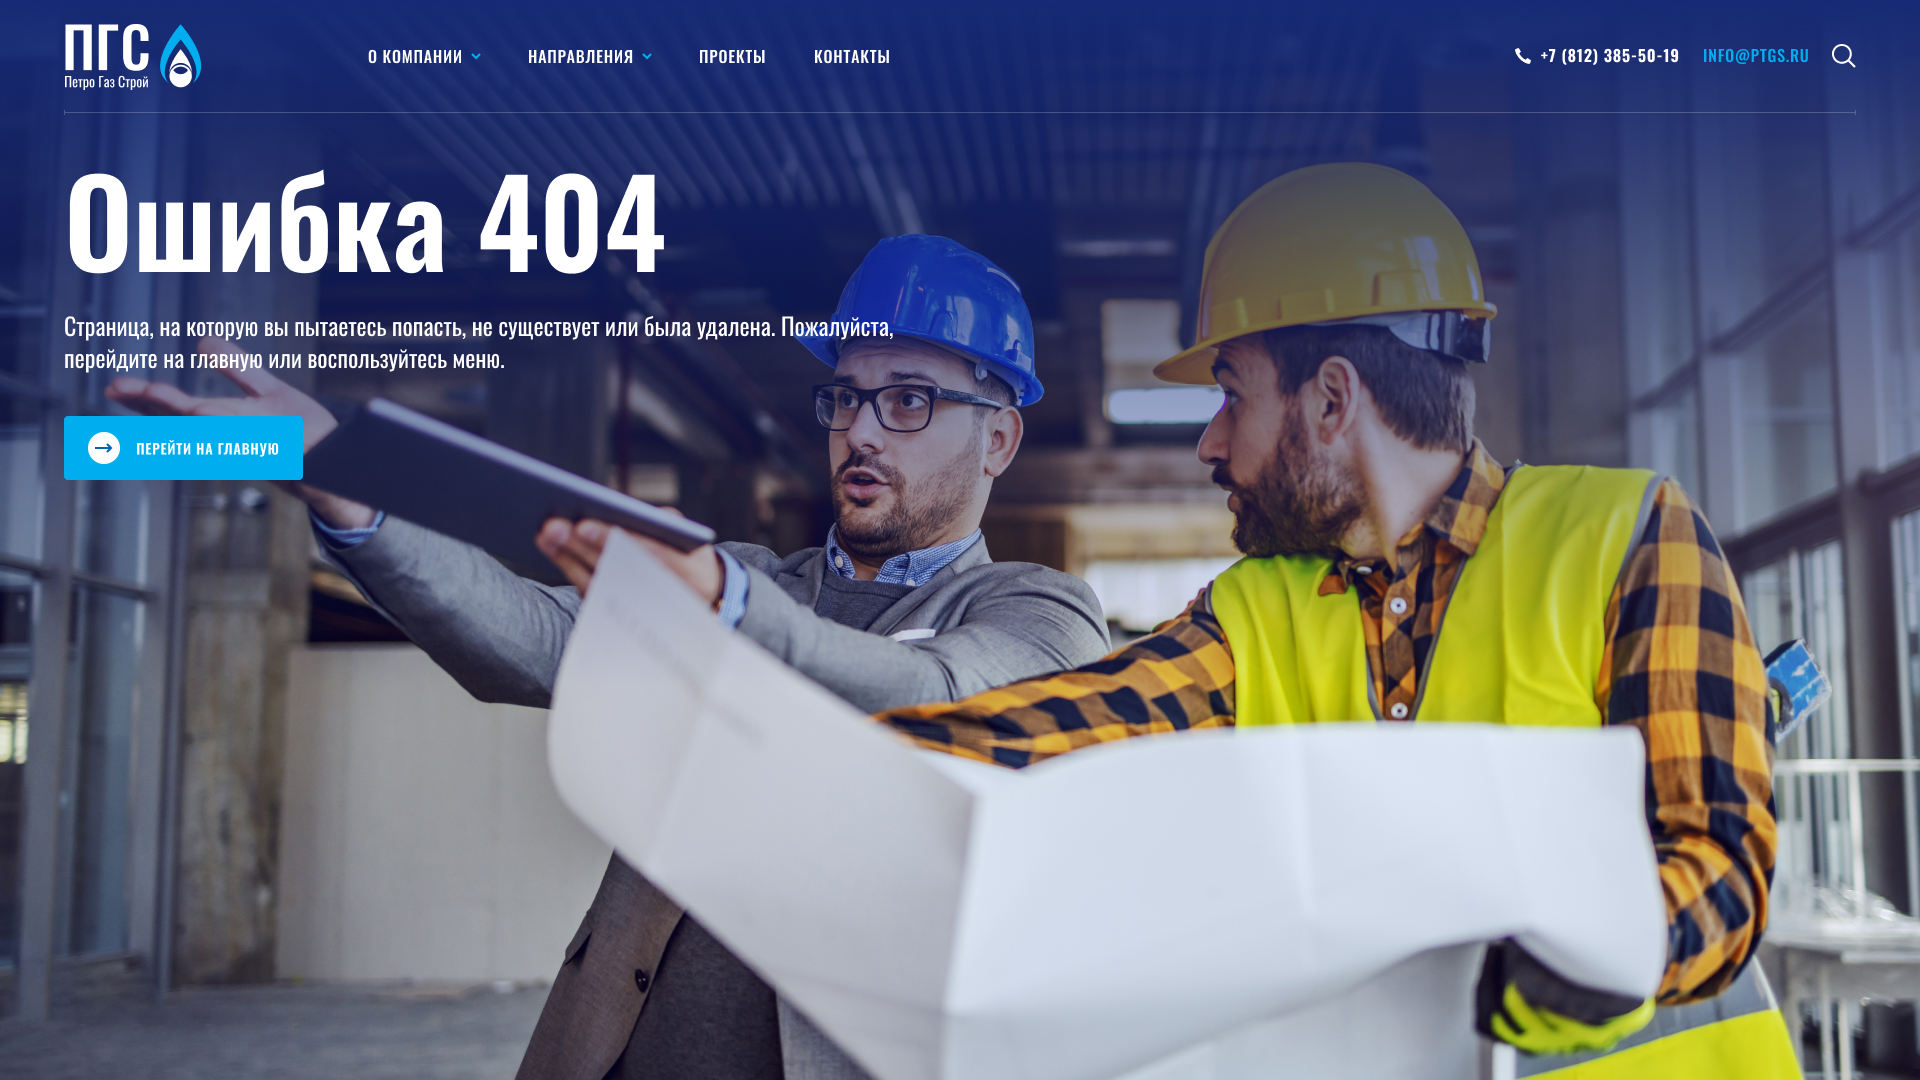 ПГС
Петро Газ Строй
О КОМПАНИИ
НАПРАВЛЕНИЯ
ПРОЕКТЫ
КОНТАКТЫ
+7 (812) 385-50-19
INFO@PTGS.RU
Ошибка 404
Страница, на которую вы пытаетесь попасть, не существует или была удалена. Пожалуйста,
перейдите на главную или воспользуйтесь меню.
ПЕРЕЙТИ НА ГЛАВНУЮ